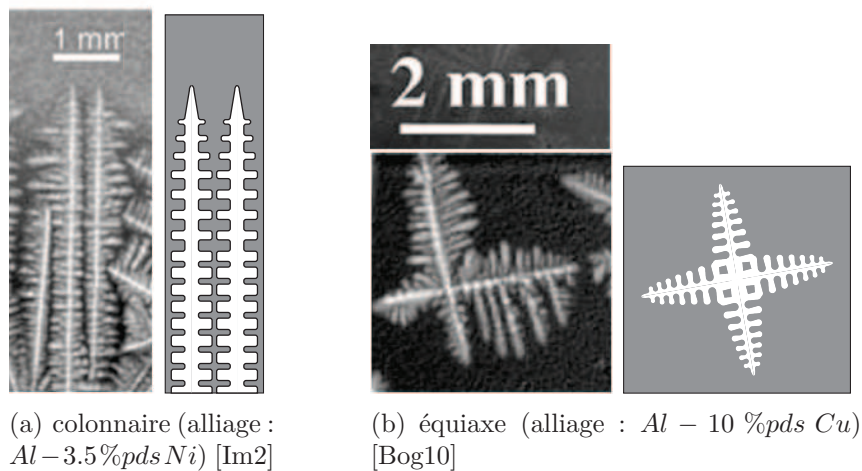 1 mm
2 mm
(a) colonnaire (alliage :
Al−3.5%pds Ni) [Im2]
(b) équiaxe (alliage : Al − 10 %pds Cu)
[Bog10]